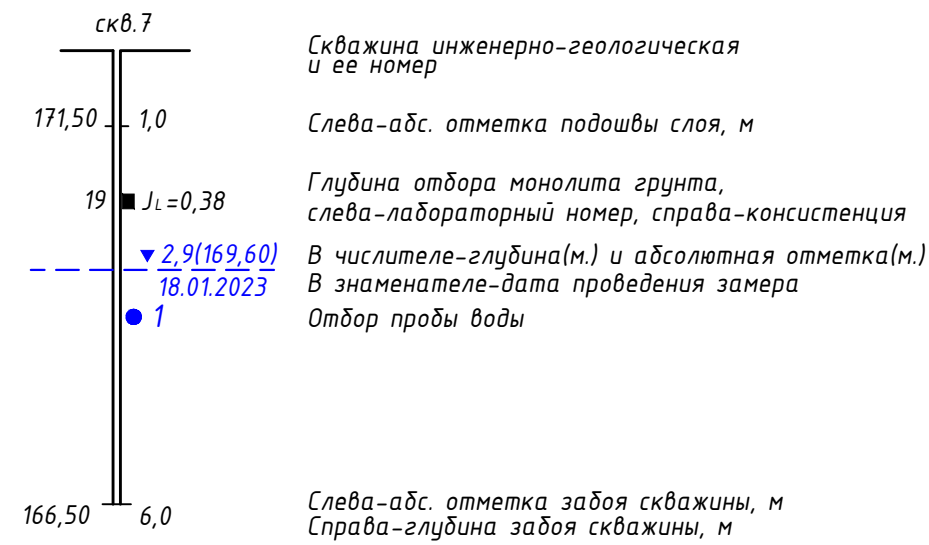 скв.7
Скважина инженерно-геологическая
и ее номер
171,50 1,0 Слева-абс. отметка подошвы слоя, м
Глубина отбора монолита грунта,
19 JL=0,38 слева-лабораторный номер, справа-консистенция
2,9(169,60) В числителе-глубина(м.) и абсолютная отметка(м.)
18.01.2023 В знаменателе-дата проведения замера
1 Отбор пробы воды
Слева-абс. отметка забоя скважины, м
166,50 6,0 Справа-глубина забоя скважины, м